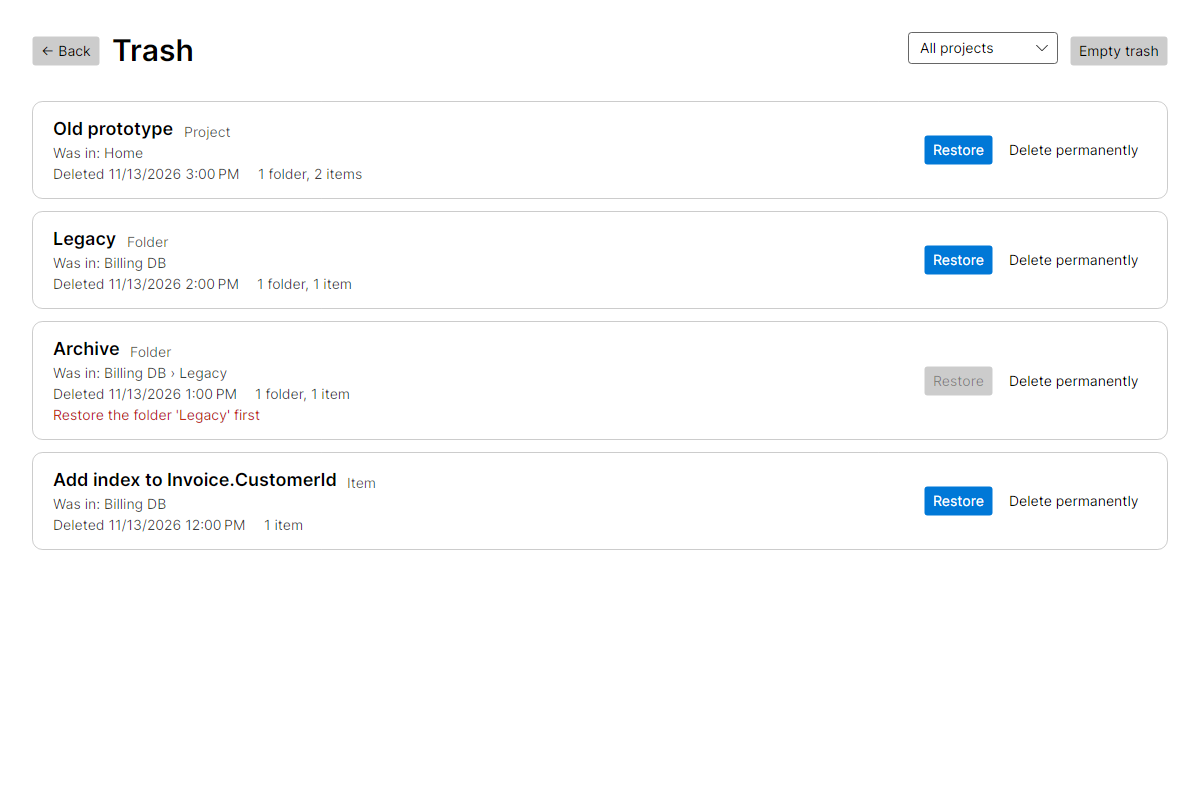 ← Back
Trash
All projects
Empty trash
Old prototype Project
Was in: Home
Deleted 11/13/2026 3:00 PM 1 folder, 2 items
Restore
Delete permanently
Legacy Folder
Was in: Billing DB
Deleted 11/13/2026 2:00 PM 1 folder, 1 item
Restore
Delete permanently
Archive Folder
Was in: Billing DB › Legacy
Deleted 11/13/2026 1:00 PM 1 folder, 1 item
Restore the folder 'Legacy' first
Restore
Delete permanently
Add index to Invoice.CustomerId Item
Was in: Billing DB
Deleted 11/13/2026 12:00 PM 1 item
Restore
Delete permanently